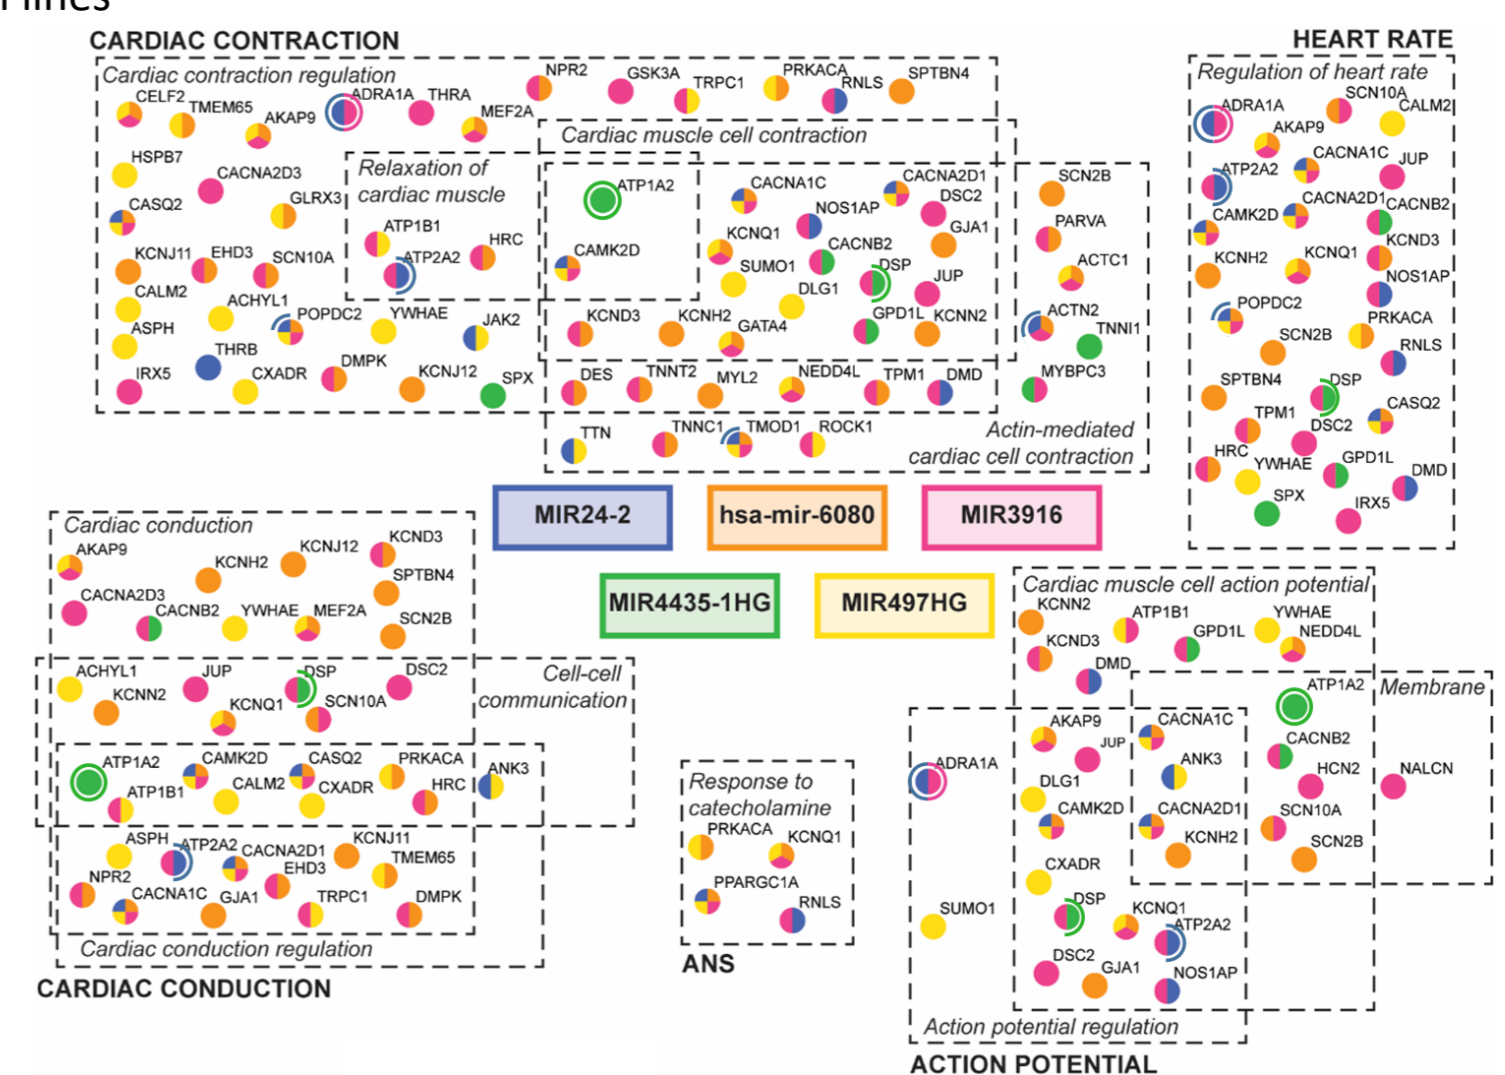 CARDIAC CONTRACTION
Cardiac contraction regulation
NPR2
GSK3A
TRPC1
PRKACA
RNLS
SPTBN4
CELF2
TMEM65
AKAP9
ADRA1A
THRA
MEF2A
Cardiac muscle cell contraction
HSPB7
CACNA2D3
Relaxation of
cardiac muscle
ATP1A2
CACNA1C
CACNA2D1
DSC2
SCN2B
CASQ2
GLRX3
NOS1AP
GJA1
PARVA
ATP1B1
HRC
ATP2A2
CAMK2D
KCNQ1
CACNB2
SUMO1
DSP
JUP
ACTC1
KCNJ11
EHD3
SCN10A
CALM2
ACHYL1
POPDC2
YWHAE
JAK2
DLG1
KCND3
KCNH2
GATA4
GPD1L
KCNN2
ACTN2
TNNI1
ASPH
THRB
IRX5
CXADR
DMPK
KCNJ12
SPX
DES
TNNT2
MYL2
NEDD4L
TPM1
DMD
MYBPC3
TTN
TNNC1
TMOD1
ROCK1
Actin-mediated
cardiac cell contraction
HEART RATE
Regulation of heart rate
ADRA1A
SCN10A
CALM2
AKAP9
CACNA1C
JUP
ATP2A2
CACNA2D1
CACNB2
CAMK2D
KCND3
KCNH2
KCNQ1
NOS1AP
POPDC2
PRKACA
SCN2B
RNLS
SPTBN4
DSP
CASQ2
TPM1
DSC2
HRC
YWHAE
GPD1L
DMD
SPX
IRX5
MIR24-2
hsa-mir-6080
MIR3916
MIR4435-1HG
MIR497HG
Cardiac conduction
AKAP9
KCNH2
KCNJ12
KCND3
SPTBN4
CACNA2D3
CACNB2
YWHAE
MEF2A
SCN2B
ACHYL1
JUP
DSP
DSC2
Cell-cell
communication
KCNN2
KCNQ1
SCN10A
ATP1A2
CAMK2D
CASQ2
PRKACA
ANK3
ATP1B1
CALM2
CXADR
HRC
ASPH
ATP2A2
CACNA2D1
KCNJ11
EHD3
TMEM65
NPR2
CACNA1C
GJA1
TRPC1
DMPK
Cardiac conduction regulation
CARDIAC CONDUCTION
Response to
catecholamine
PRKACA
KCNQ1
PPARGC1A
RNLS
ANS
Cardiac muscle cell action potential
KCNN2
ATP1B1
YWHAE
KCND3
GPD1L
NEDD4L
DMD
ATP1A2
Membrane
AKAP9
CACNA1C
JUP
CACNB2
ADRA1A
ANK3
HCN2
NALCN
DLG1
CAMK2D
CACNA2D1
SCN10A
KCNH2
SCN2B
CXADR
SUMO1
DSP
KCNQ1
ATP2A2
DSC2
GJA1
NOS1AP
Action potential regulation
ACTION POTENTIAL